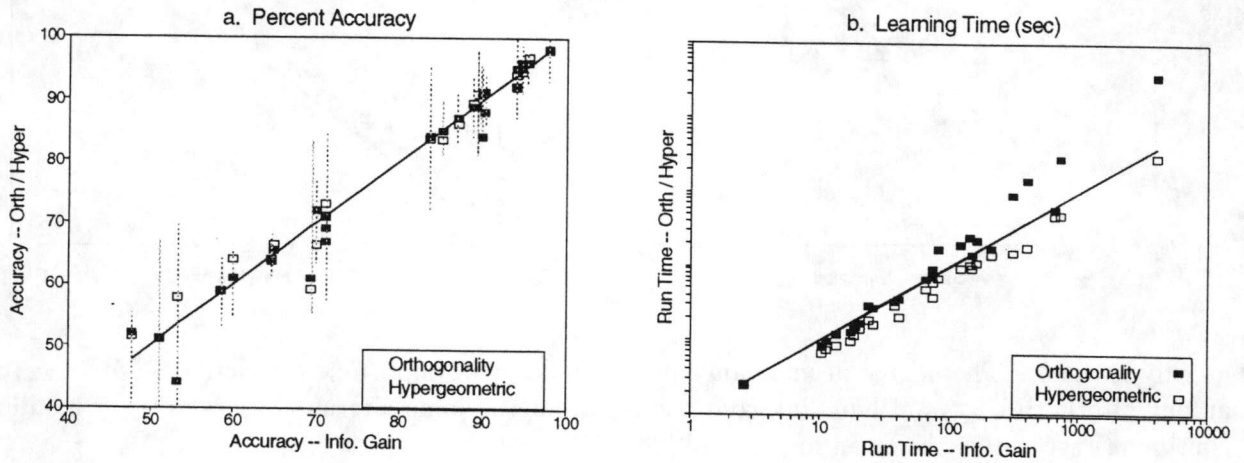 a. Percent Accuracy
100
90
80
70
60
50
40
Accuracy -- Orth / Hyper
Orthogonality
Hypergeometric
40 50 60 70 80 90 100
Accuracy -- Info. Gain
b. Learning Time (sec)
Run Time -- Orth / Hyper
Orthogonality
Hypergeometric
1 10 100 1000 10000
Run Time -- Info. Gain